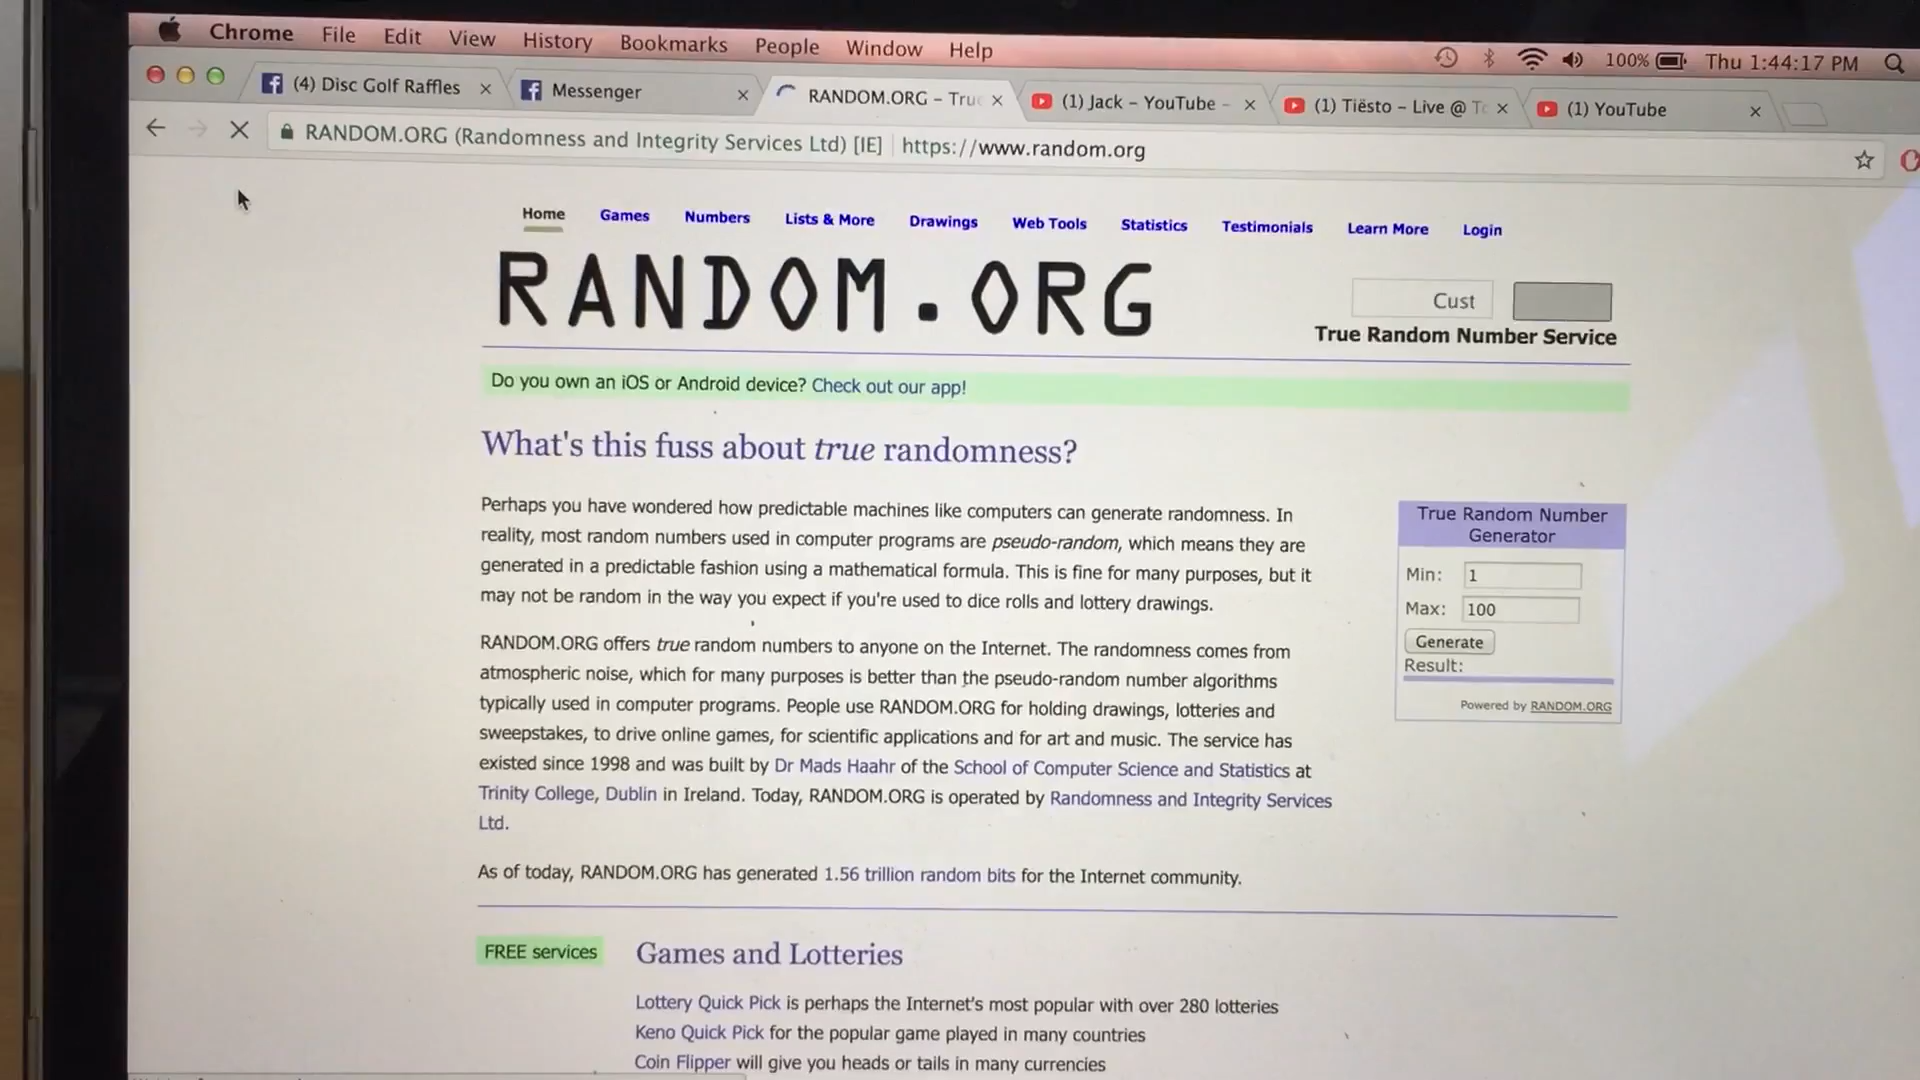 Chrome File Edit View History Bookmarks People Window Help
100% Thu 1:44:17 PM
(4) Disc Golf Raffles
Messenger
RANDOM.ORG – Tru
(1) Jack – YouTube –
(1) Tiësto – Live @ T
(1) YouTube
RANDOM.ORG (Randomness and Integrity Services Ltd) [IE] https://www.random.org
Home Games Numbers Lists & More Drawings Web Tools Statistics Testimonials Learn More Login
RANDOM.ORG
Cust
True Random Number Service
Do you own an iOS or Android device? Check out our app!
What's this fuss about true randomness?
Perhaps you have wondered how predictable machines like computers can generate randomness. In
reality, most random numbers used in computer programs are pseudo-random, which means they are
generated in a predictable fashion using a mathematical formula. This is fine for many purposes, but it
may not be random in the way you expect if you're used to dice rolls and lottery drawings.
RANDOM.ORG offers true random numbers to anyone on the Internet. The randomness comes from
atmospheric noise, which for many purposes is better than the pseudo-random number algorithms
typically used in computer programs. People use RANDOM.ORG for holding drawings, lotteries and
sweepstakes, to drive online games, for scientific applications and for art and music. The service has
existed since 1998 and was built by Dr Mads Haahr of the School of Computer Science and Statistics at
Trinity College, Dublin in Ireland. Today, RANDOM.ORG is operated by Randomness and Integrity Services
Ltd.
As of today, RANDOM.ORG has generated 1.56 trillion random bits for the Internet community.
True Random Number
Generator
Min: 1
Max: 100
Generate
Result:
Powered by RANDOM.ORG
FREE services
Games and Lotteries
Lottery Quick Pick is perhaps the Internet's most popular with over 280 lotteries
Keno Quick Pick for the popular game played in many countries
Coin Flipper will give you heads or tails in many currencies